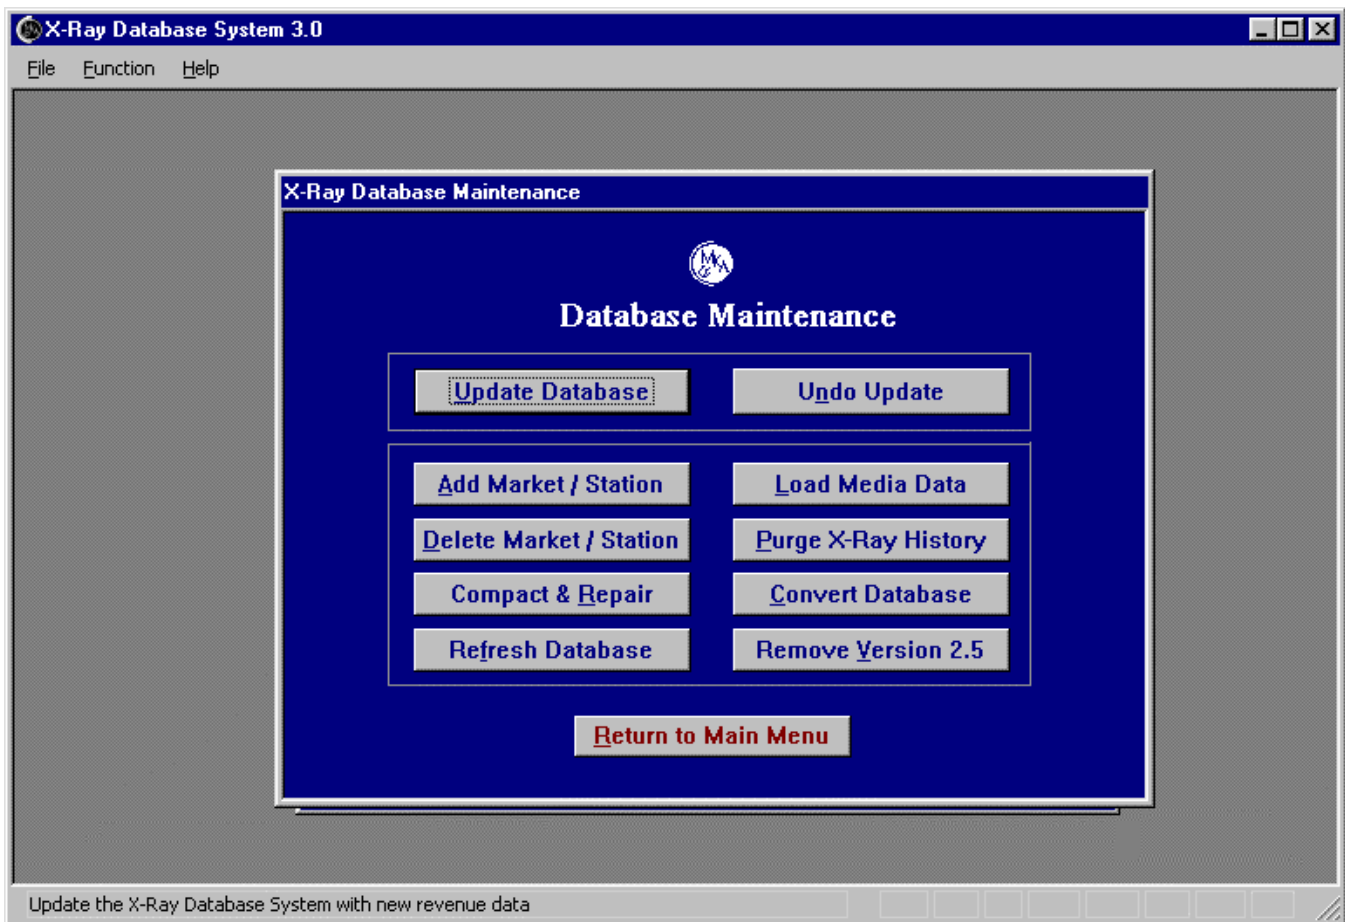 X-Ray Database System 3.0
File Function Help
X-Ray Database Maintenance
Database Maintenance
Update Database Undo Update
Add Market / Station Load Media Data
Delete Market / Station Purge X-Ray History
Compact & Repair Convert Database
Refresh Database Remove Version 2.5
Return to Main Menu
Update the X-Ray Database System with new revenue data